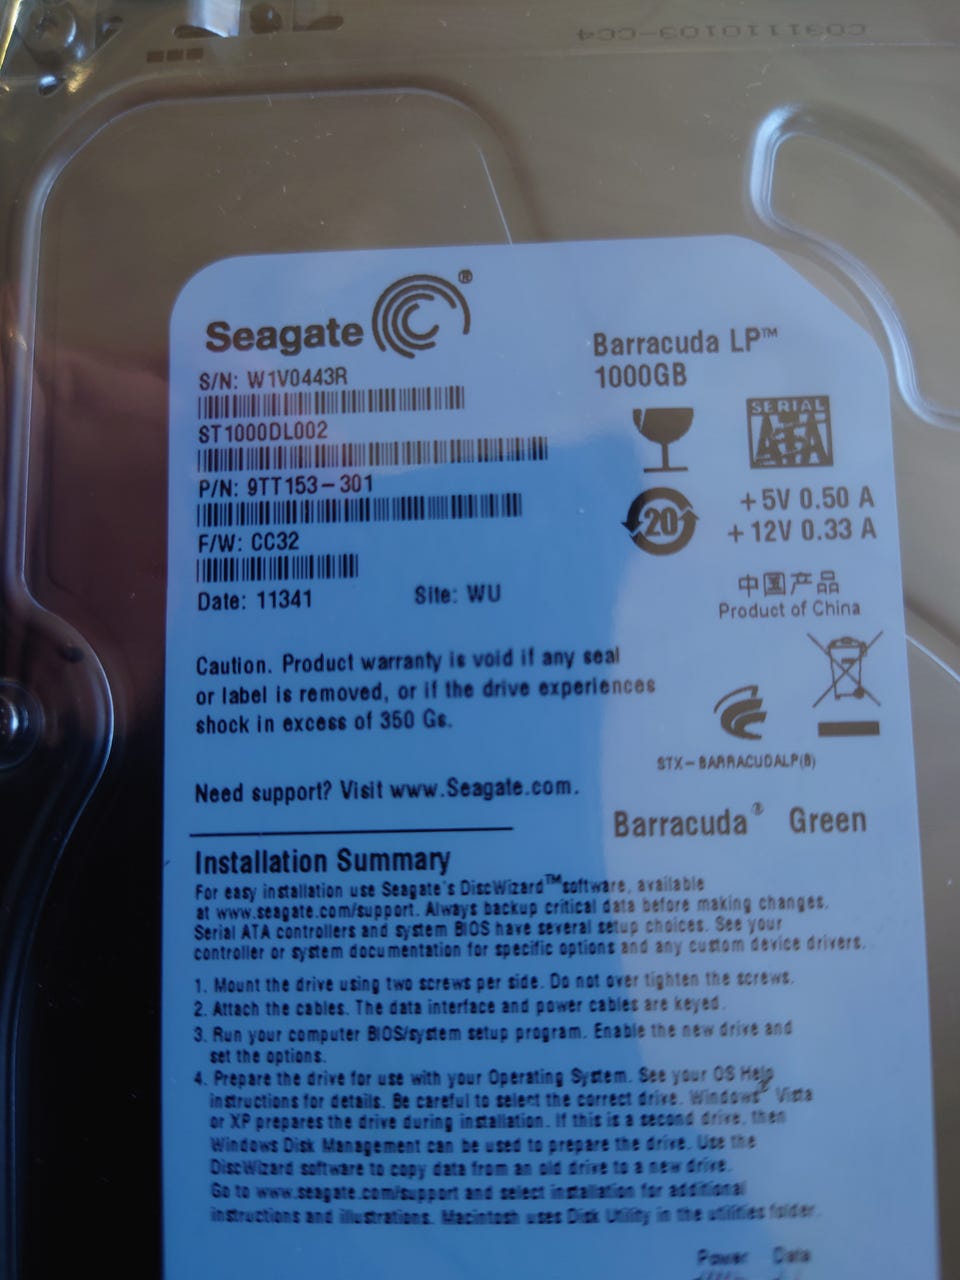 Seagate ®
Barracuda LP™
1000GB
S/N: W1V0443R
ST1000DL002
P/N: 9TT153-301
F/W: CC32
Date: 11341 Site: WU
SERIAL
ATA
20
+5V 0.50 A
+12V 0.33 A
中国产品
Product of China
Caution. Product warranty is void if any seal
or label is removed, or if the drive experiences
shock in excess of 350 Gs.
STX-BARRACUDALP(B)
Need support? Visit www.Seagate.com.
Barracuda® Green
Installation Summary
For easy installation use Seagate's DiscWizard™ software, available
at www.seagate.com/support. Always backup critical data before making changes.
Serial ATA controllers and system BIOS have several setup choices. See your
controller or system documentation for specific options and any custom device drivers.
1. Mount the drive using two screws per side. Do not over tighten the screws.
2. Attach the cables. The data interface and power cables are keyed.
3. Run your computer BIOS/system setup program. Enable the new drive and
set the options.
4. Prepare the drive for use with your Operating System. See your OS Help
instructions for details. Be careful to select the correct drive. Windows® Vista
or XP prepares the drive during installation. If this is a second drive, then
Windows Disk Management can be used to prepare the drive. Use the
DiscWizard software to copy data from an old drive to a new drive.
Go to www.seagate.com/support and select installation for additional
instructions and illustrations. Macintosh uses Disk Utility in the utilities folder.
Power Data